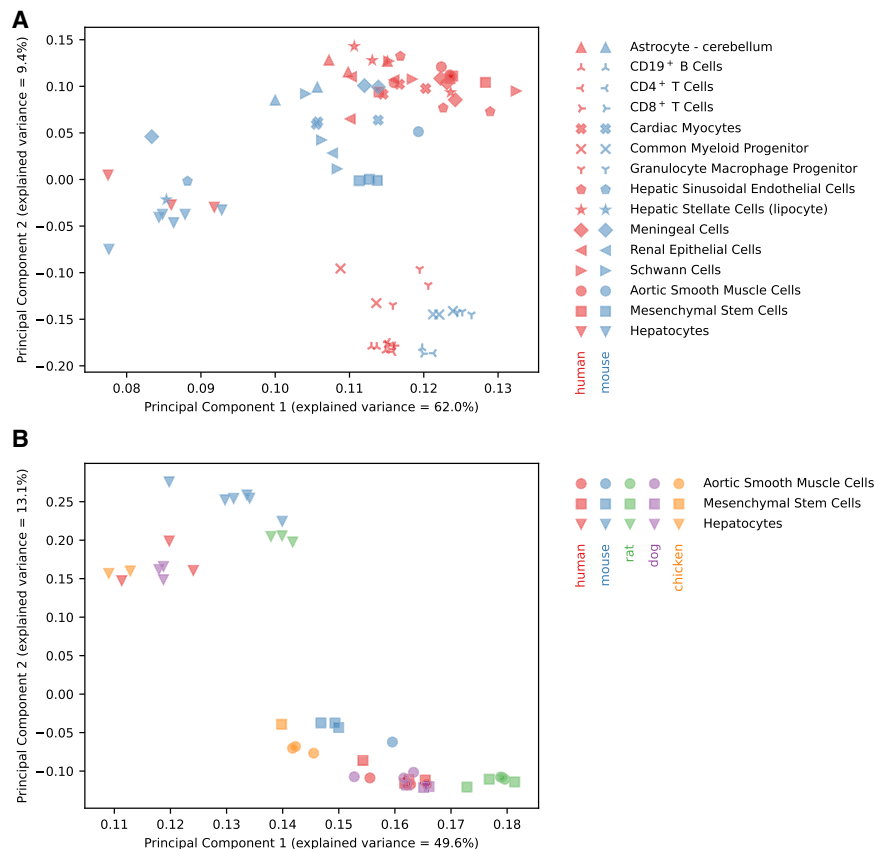 A
0.15
0.10
0.05
0.00
−0.05
−0.10
−0.15
−0.20
Principal Component 2 (explained variance = 9.4%)
0.08 0.09 0.10 0.11 0.12 0.13
Principal Component 1 (explained variance = 62.0%)
Astrocyte - cerebellum
CD19⁺ B Cells
CD4⁺ T Cells
CD8⁺ T Cells
Cardiac Myocytes
Common Myeloid Progenitor
Granulocyte Macrophage Progenitor
Hepatic Sinusoidal Endothelial Cells
Hepatic Stellate Cells (lipocyte)
Meningeal Cells
Renal Epithelial Cells
Schwann Cells
Aortic Smooth Muscle Cells
Mesenchymal Stem Cells
Hepatocytes
human
mouse
B
0.25
0.20
0.15
0.10
0.05
0.00
−0.05
−0.10
Principal Component 2 (explained variance = 13.1%)
0.11 0.12 0.13 0.14 0.15 0.16 0.17 0.18
Principal Component 1 (explained variance = 49.6%)
Aortic Smooth Muscle Cells
Mesenchymal Stem Cells
Hepatocytes
human
mouse
rat
dog
chicken